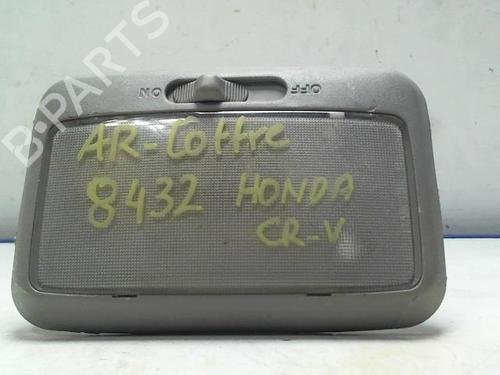 B-PARTS
ON
OFF
AR-Coffre
8432 HONDA
CR-V